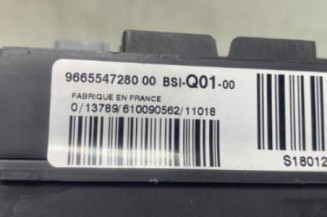 9665547280 00 BSI-Q01-00
FABRIQUE EN FRANCE
0/13789/610090562/11018
S18012